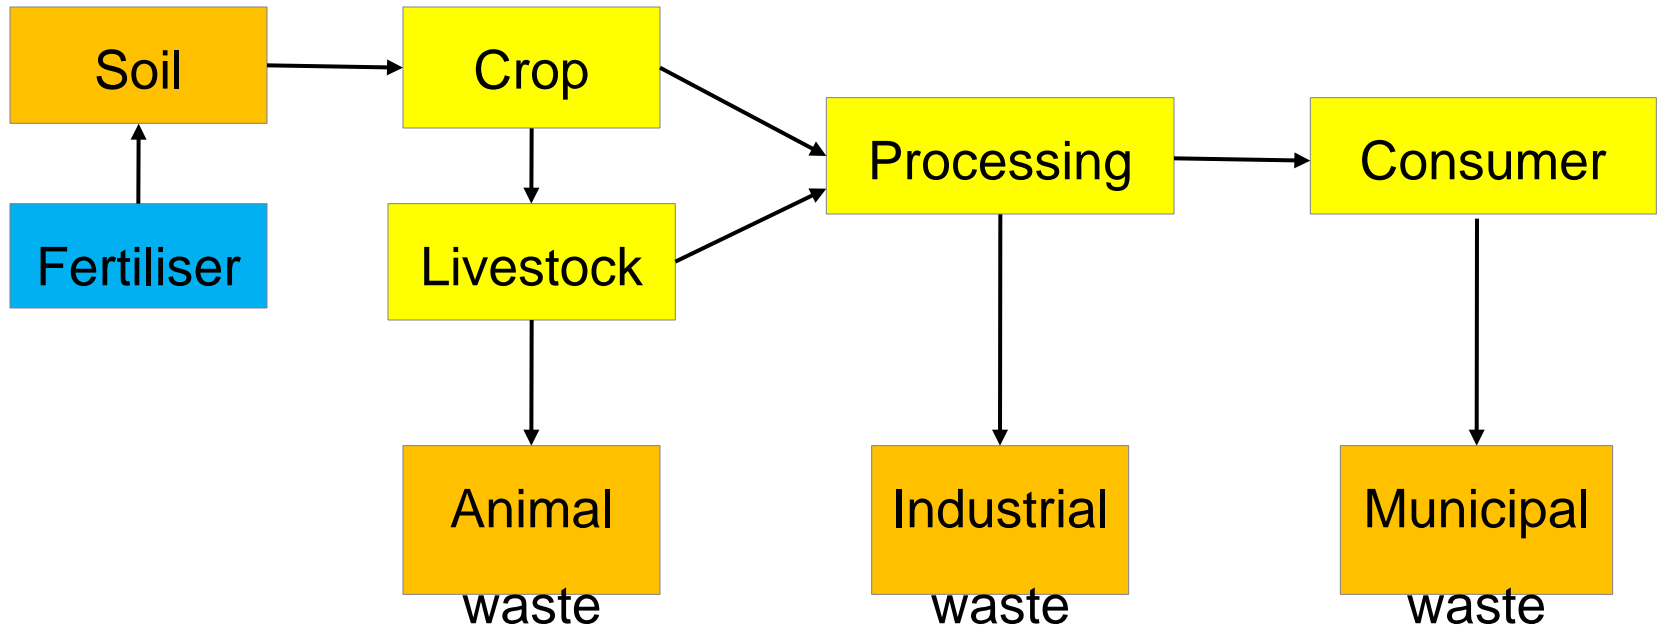 Soil
Crop
Processing
Consumer
Fertiliser
Livestock
Animal
waste
Industrial
waste
Municipal
waste